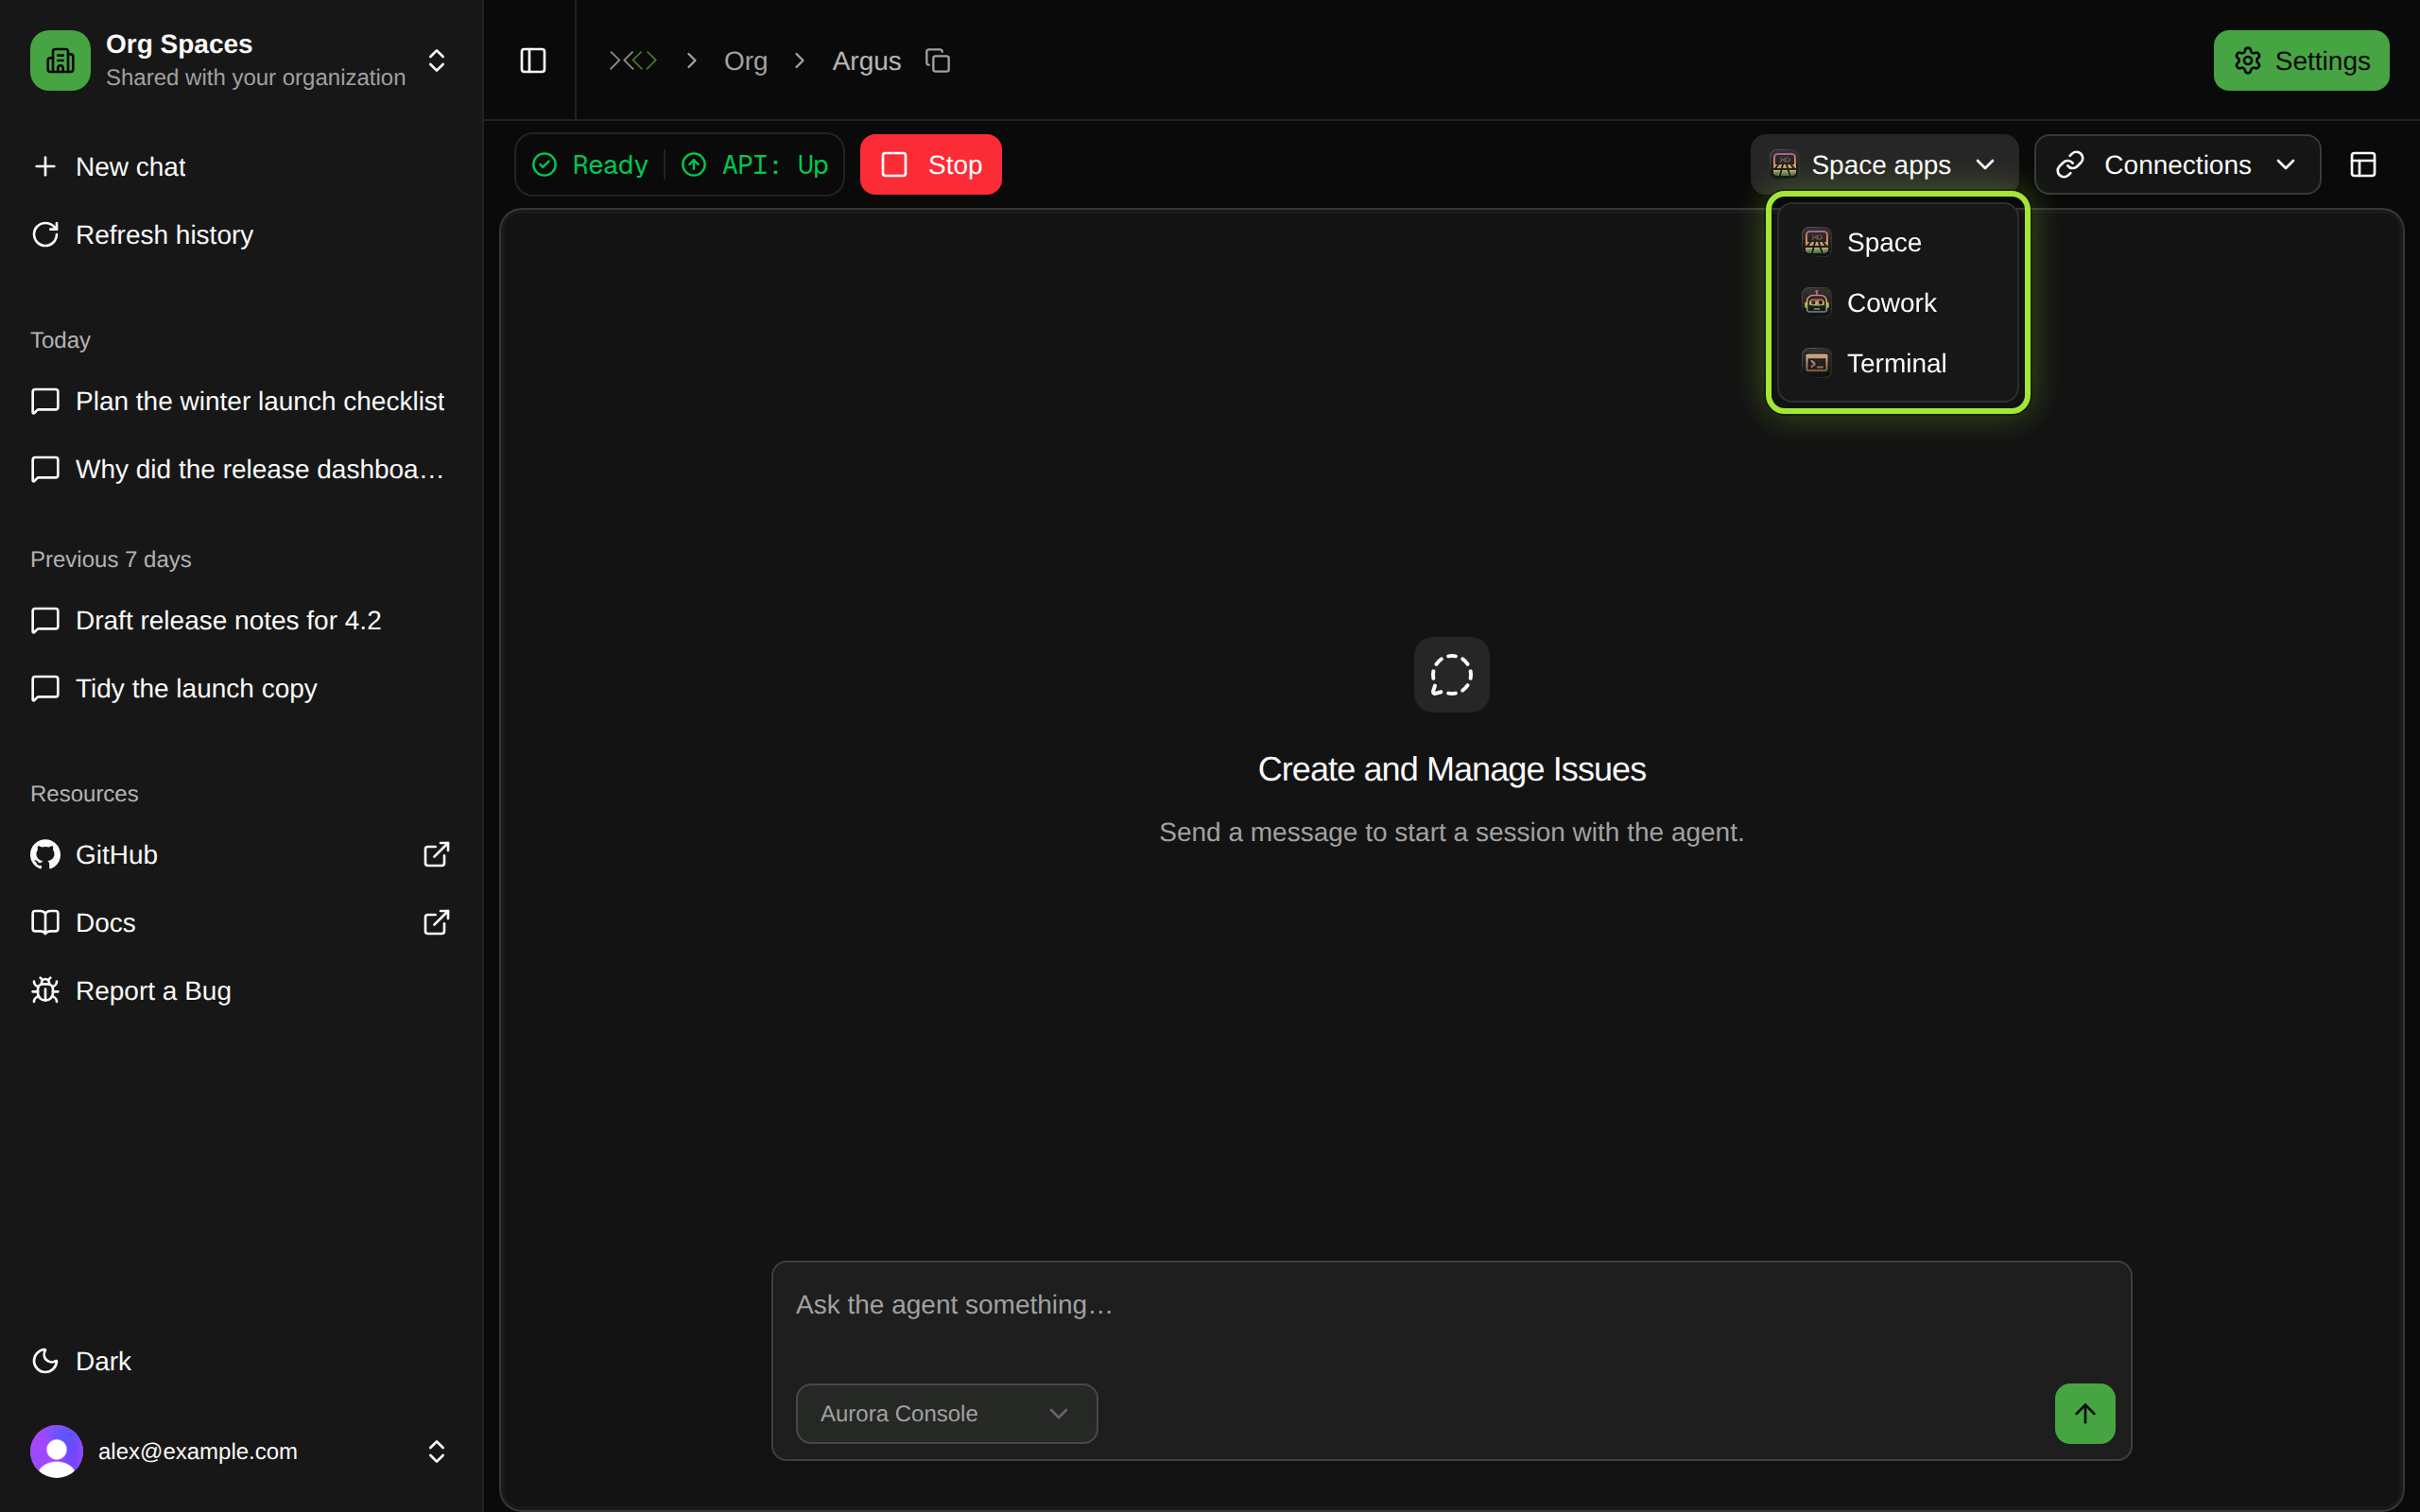 Org Spaces
Shared with your organization
New chat
Refresh history
Today
Plan the winter launch checklist
Why did the release dashboa…
Previous 7 days
Draft release notes for 4.2
Tidy the launch copy
Resources
GitHub
Docs
Report a Bug
Dark
alex@example.com
Org
Argus
Settings
Ready
API: Up
Stop
Space apps
Connections
Space
Cowork
Terminal
Create and Manage Issues
Send a message to start a session with the agent.
Ask the agent something…
Aurora Console